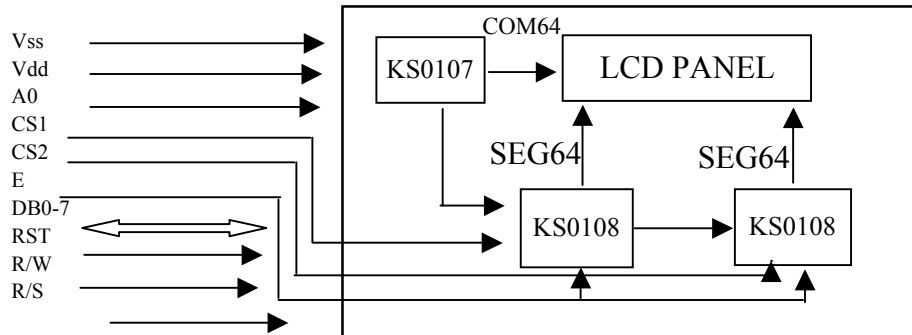 Vss
Vdd
A0
CS1
CS2
E
DB0-7
RST
R/W
R/S
COM64
KS0107
LCD PANEL
SEG64
SEG64
KS0108
KS0108